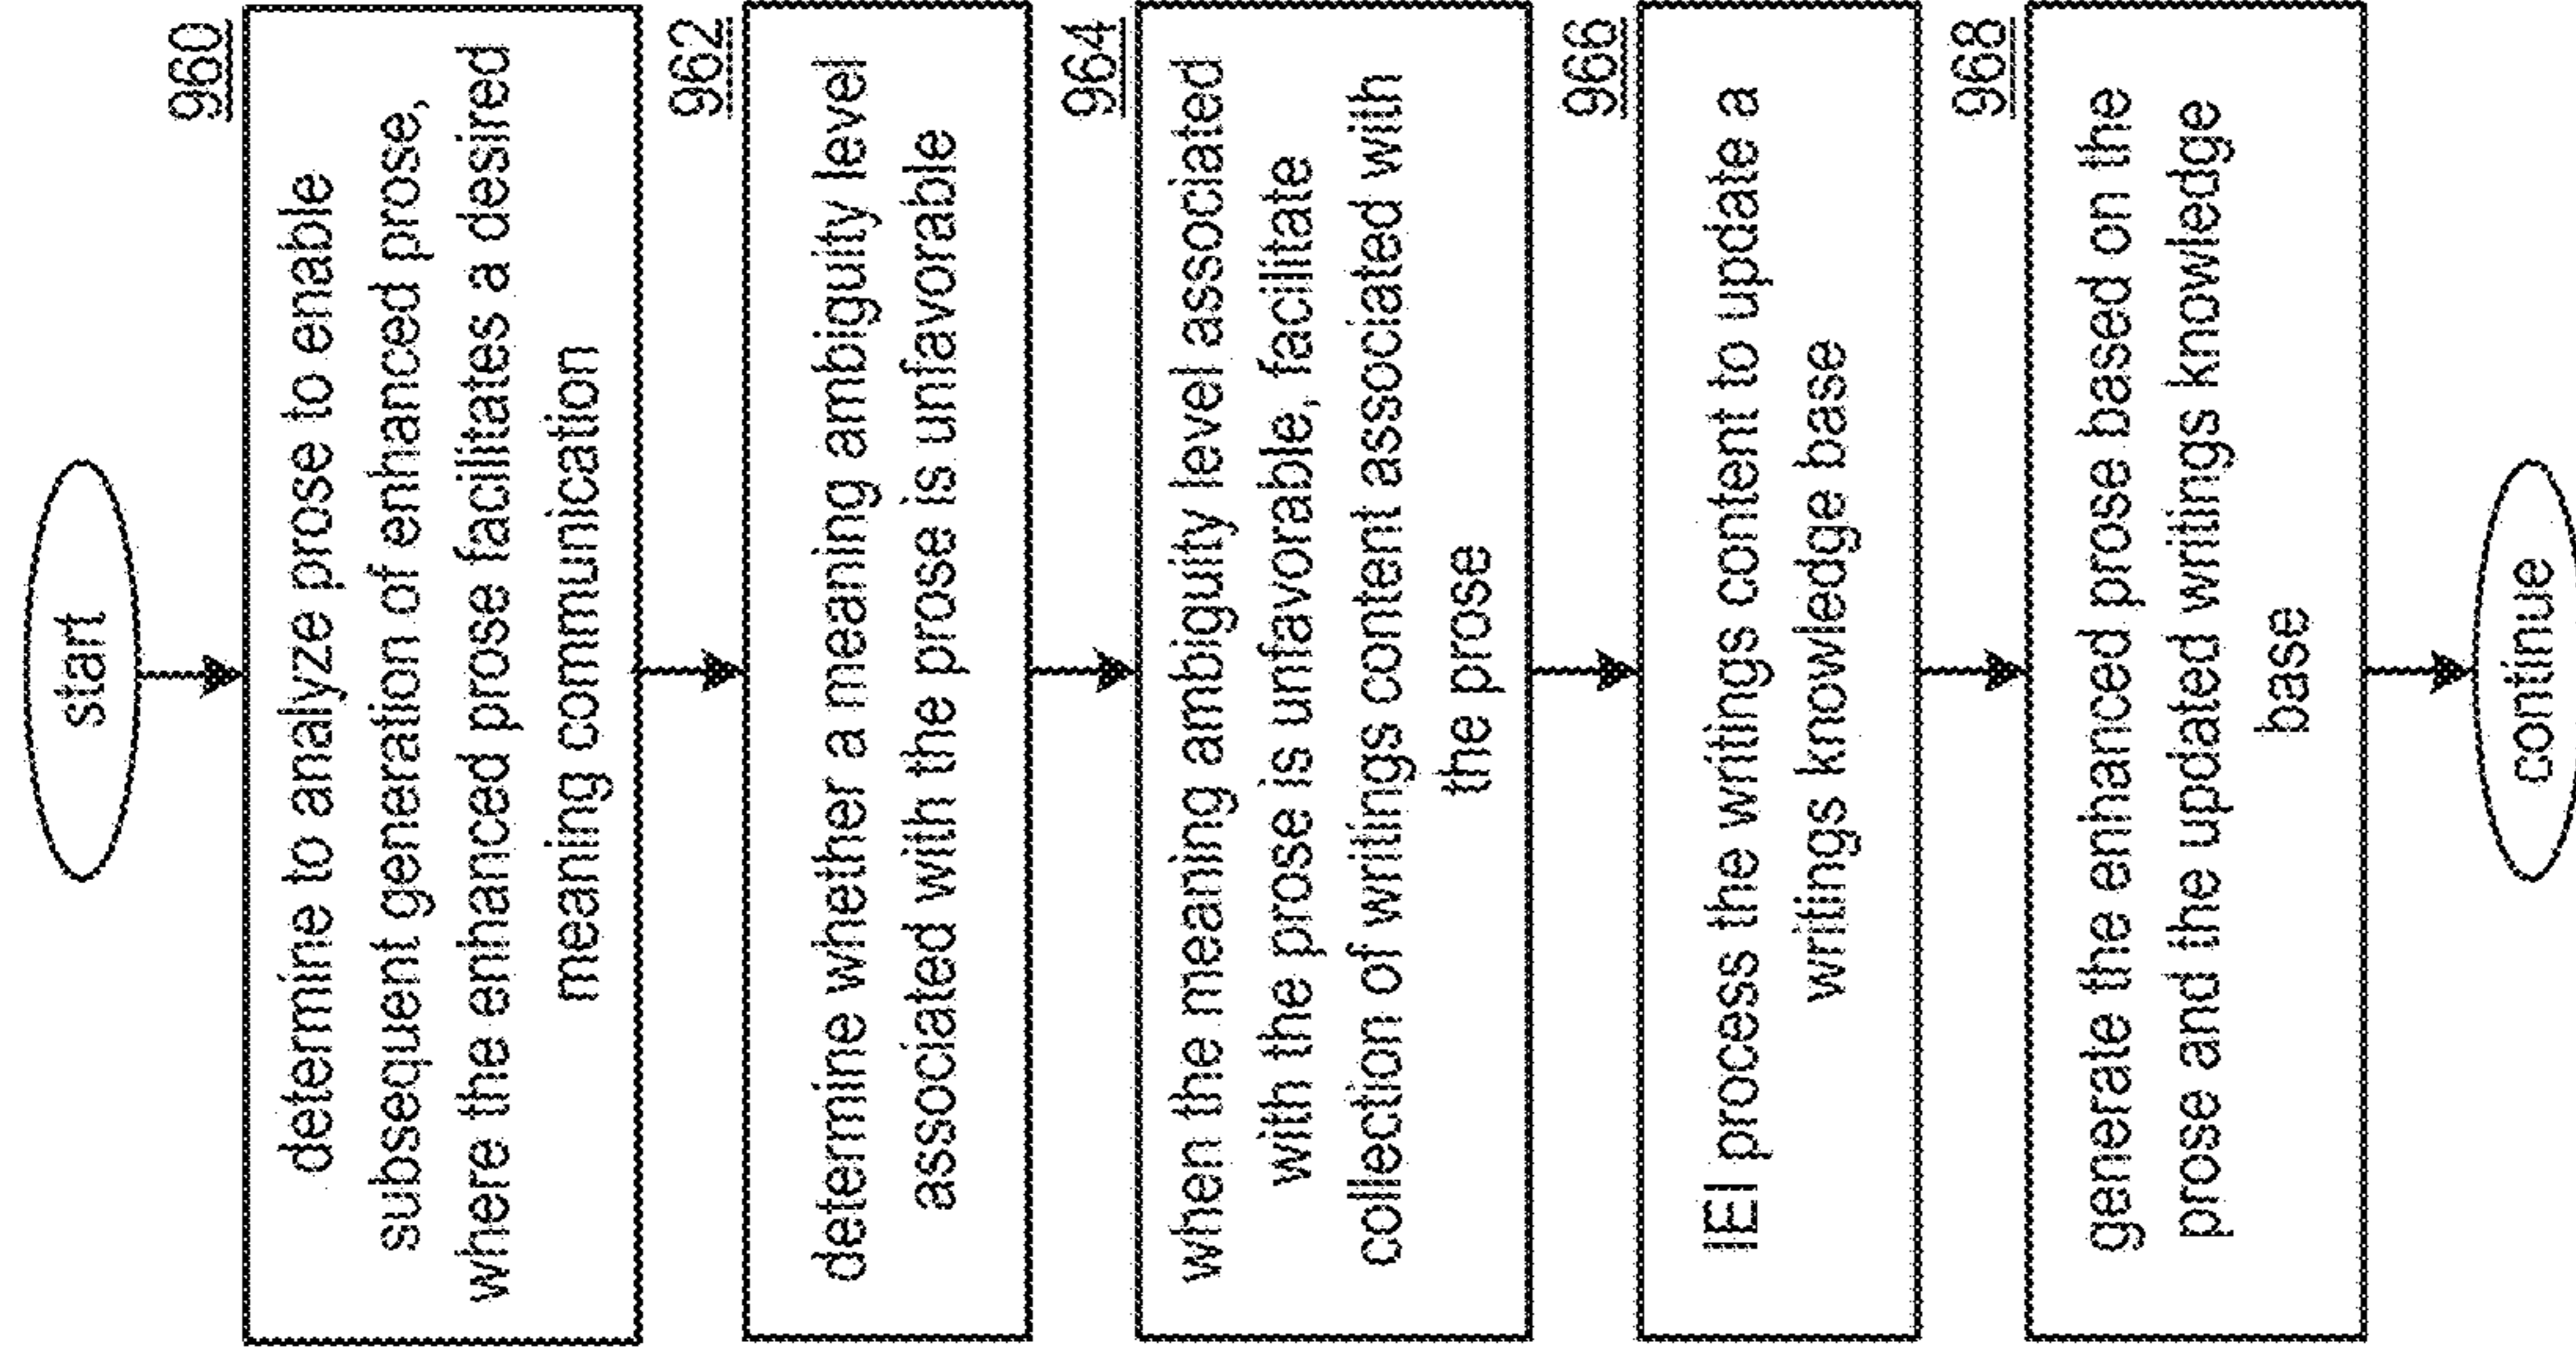 start
960
determine to analyze prose to enable
subsequent generation of enhanced prose,
where the enhanced prose facilitates a desired
meaning communication
962
determine whether a meaning ambiguity level
associated with the prose is unfavorable
964
when the meaning ambiguity level associated
with the prose is unfavorable, facilitate
collection of writings content associated with
the prose
966
IEI process the writings content to update a
writings knowledge base
968
generate the enhanced prose based on the
prose and the updated writings knowledge
base
continue